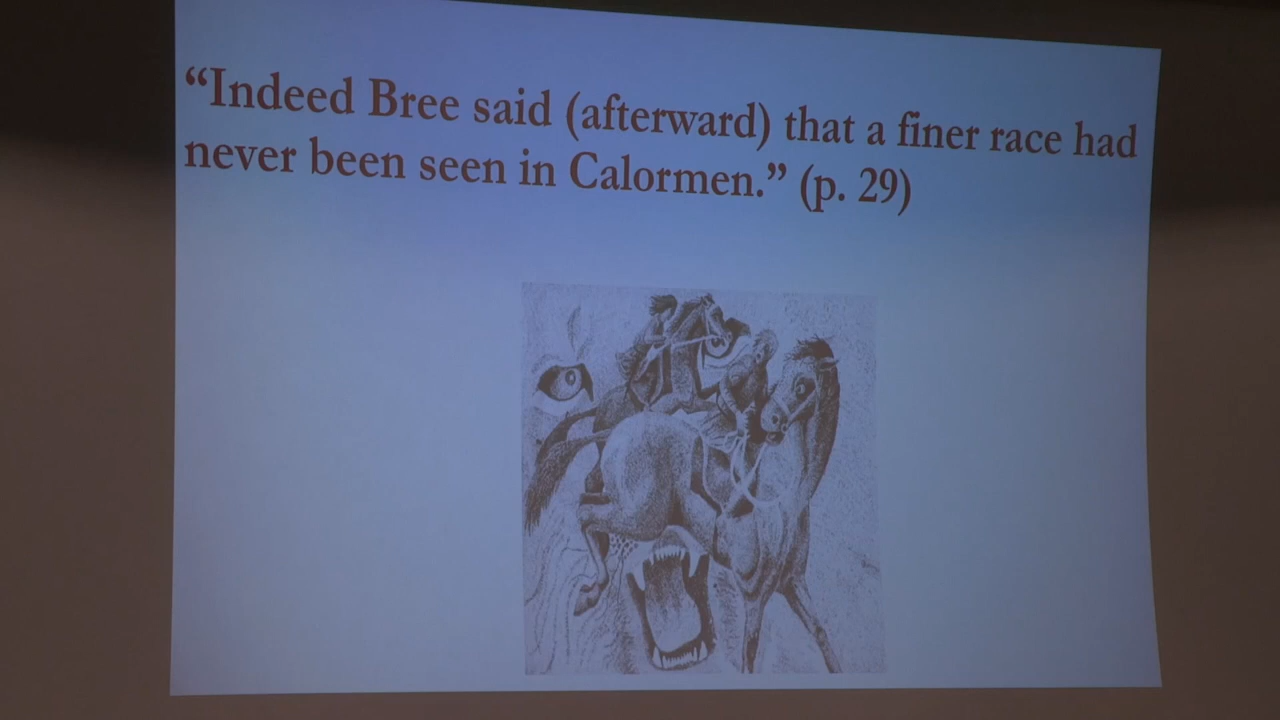 “Indeed Bree said (afterward) that a finer race had
never been seen in Calormen.” (p. 29)